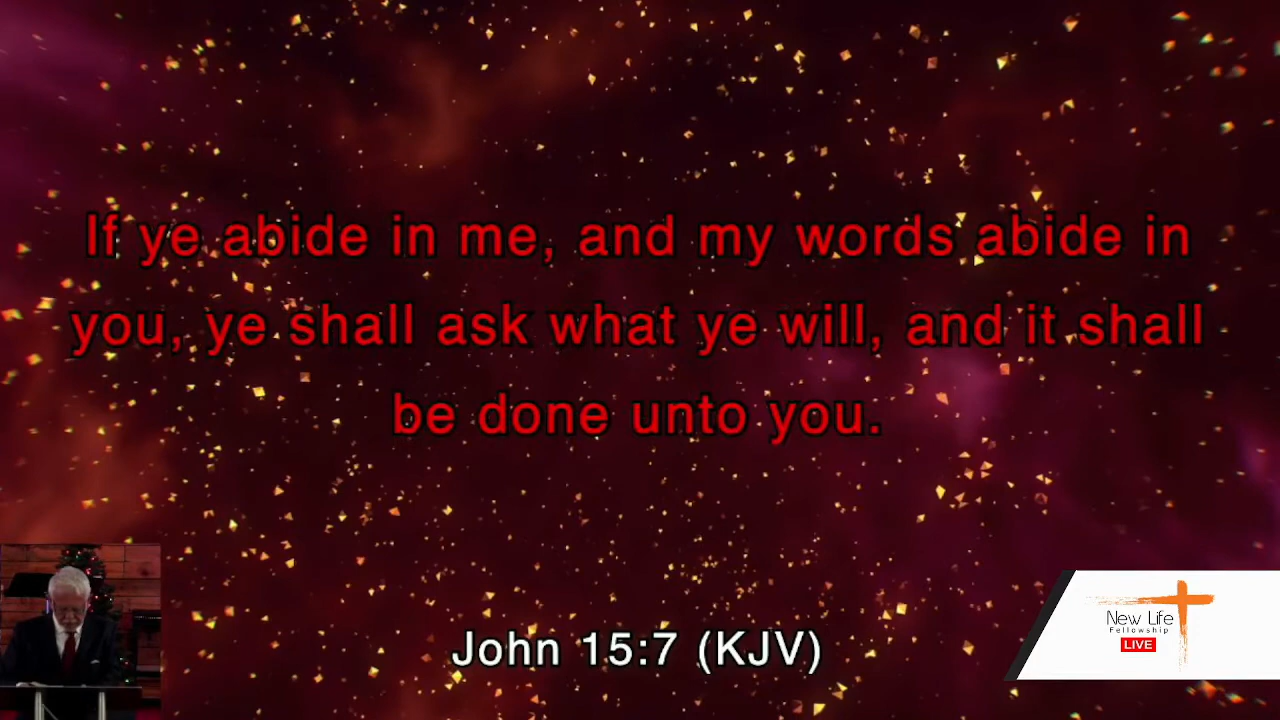 If ye abide in me, and my words abide in
you, ye shall ask what ye will, and it shall
be done unto you.
John 15:7 (KJV)
New Life
Fellowship
LIVE